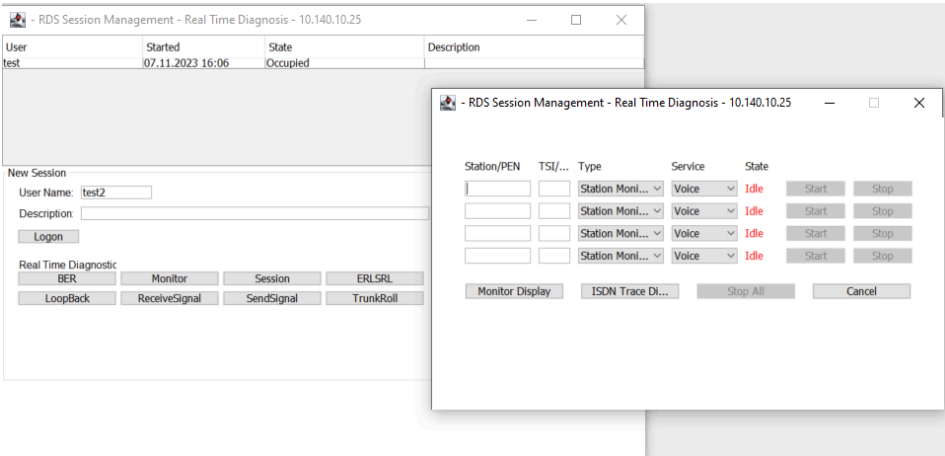 - RDS Session Management - Real Time Diagnosis - 10.140.10.25
User Started State Description
test 07.11.2023 16:06 Occupied
New Session
User Name: test2
Description:
Logon
Real Time Diagnostic
BER Monitor Session ERLSRL
LoopBack ReceiveSignal SendSignal TrunkRoll
- RDS Session Management - Real Time Diagnosis - 10.140.10.25
Station/PEN TSI/... Type Service State
Station Moni... Voice Idle Start Stop
Station Moni... Voice Idle Start Stop
Station Moni... Voice Idle Start Stop
Station Moni... Voice Idle Start Stop
Monitor Display ISDN Trace Di... Stop All Cancel